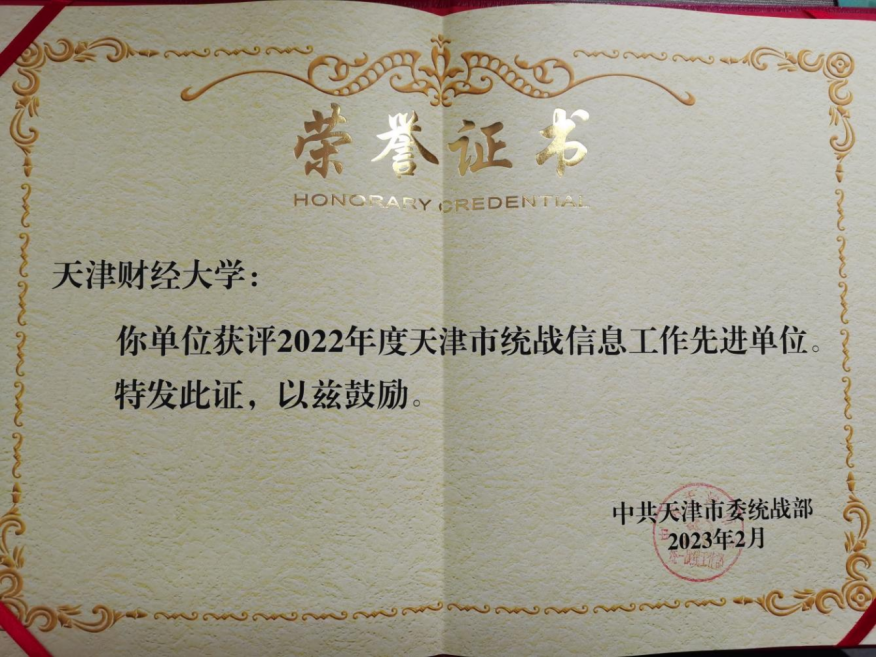 荣誉证书
HONORARY CREDENTIAL
天津财经大学：
你单位获评2022年度天津市统战信息工作先进单位。
特发此证，以兹鼓励。
中共天津市委统战部
2023年2月